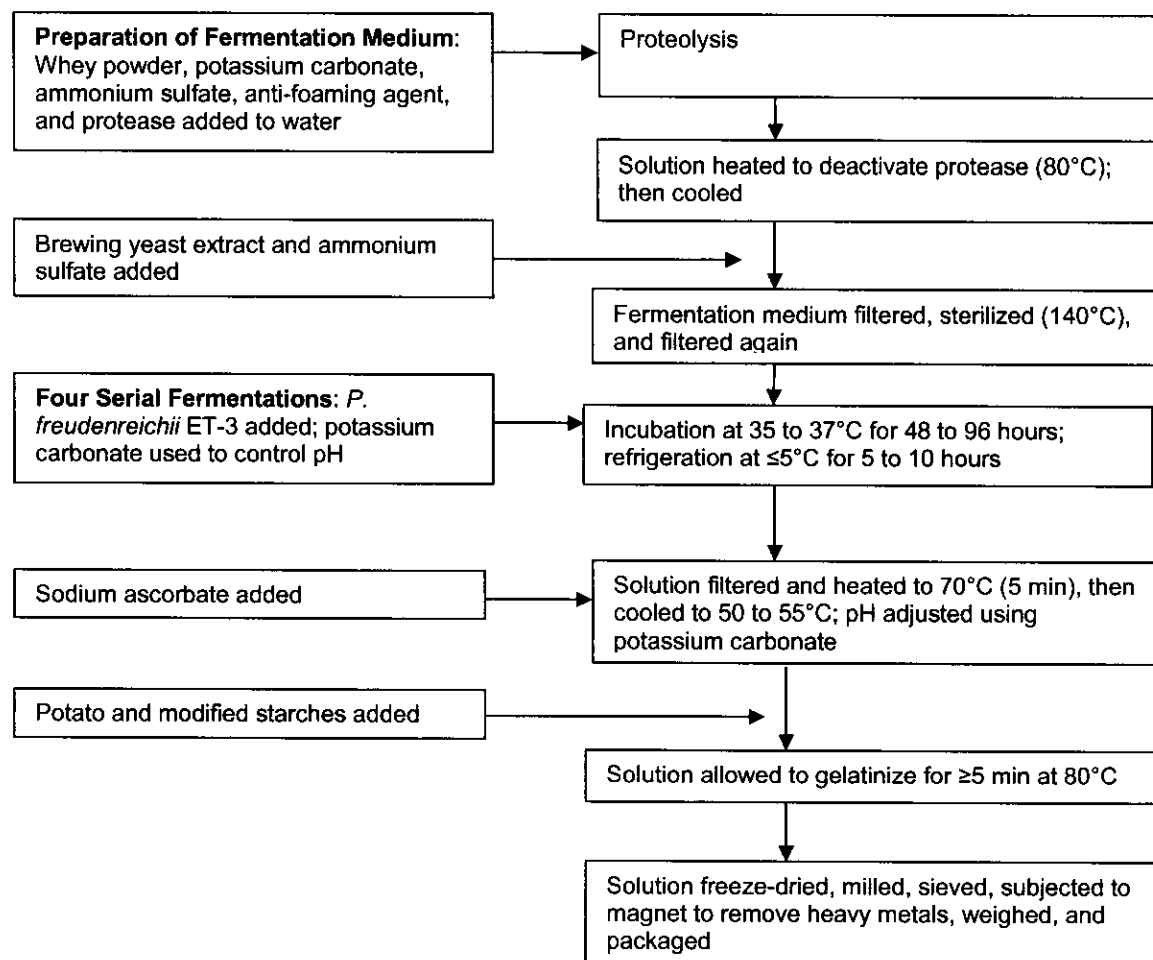 Preparation of Fermentation Medium:
Whey powder, potassium carbonate,
ammonium sulfate, anti-foaming agent,
and protease added to water
Proteolysis
Solution heated to deactivate protease (80°C);
then cooled
Brewing yeast extract and ammonium
sulfate added
Fermentation medium filtered, sterilized (140°C),
and filtered again
Four Serial Fermentations: P.
freudenreichii ET-3 added; potassium
carbonate used to control pH
Incubation at 35 to 37°C for 48 to 96 hours;
refrigeration at ≤5°C for 5 to 10 hours
Sodium ascorbate added
Solution filtered and heated to 70°C (5 min), then
cooled to 50 to 55°C; pH adjusted using
potassium carbonate
Potato and modified starches added
Solution allowed to gelatinize for ≥5 min at 80°C
Solution freeze-dried, milled, sieved, subjected to
magnet to remove heavy metals, weighed, and
packaged